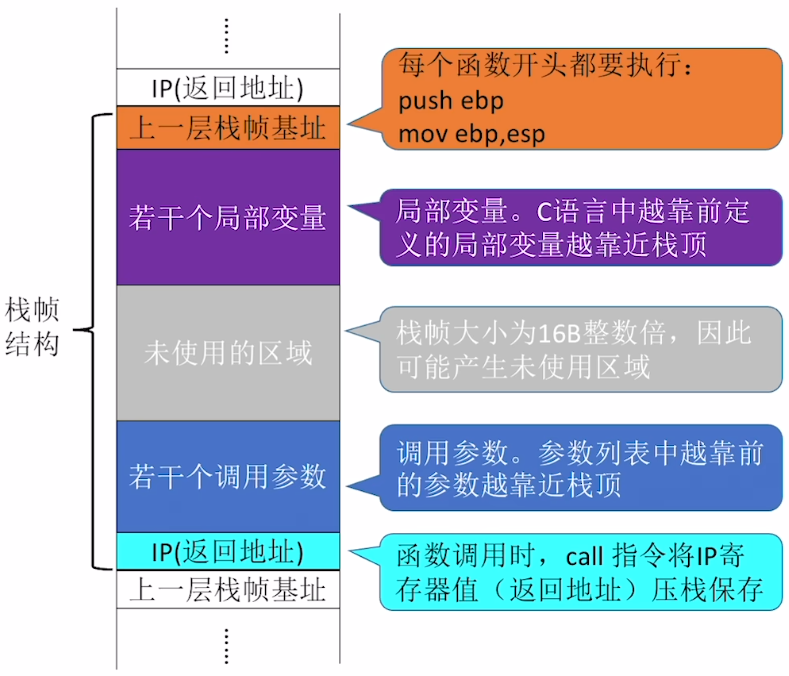 ……
IP(返回地址)
上一层栈帧基址
每个函数开头都要执行：
push ebp
mov ebp,esp
若干个局部变量
局部变量。C语言中越靠前定
义的局部变量越靠近栈顶
栈帧
结构
未使用的区域
栈帧大小为16B整数倍，因此
可能产生未使用区域
若干个调用参数
调用参数。参数列表中越靠前
的参数越靠近栈顶
IP(返回地址)
函数调用时，call 指令将IP寄
存器值（返回地址）压栈保存
上一层栈帧基址
……